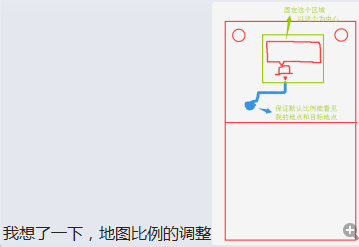 固定这个区域
以这个为中心
保证默认比例能看见
我的地点和目标地点
我想了一下，地图比例的调整